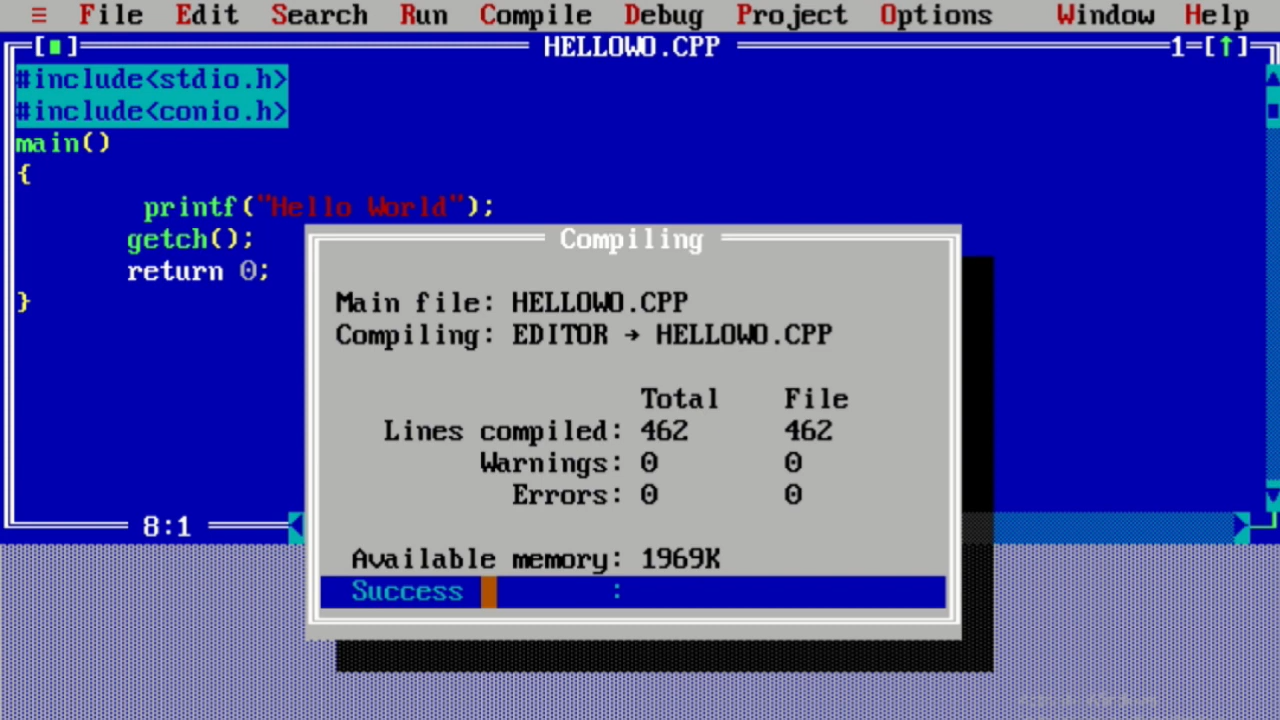 ≡ File Edit Search Run Compile Debug Project Options Window Help
[■] HELLOWO.CPP 1=[↑]
#include<stdio.h>
#include<conio.h>
main()
{
printf("Hello World");
getch();
return 0;
}
8:1
Compiling
Main file: HELLOWO.CPP
Compiling: EDITOR → HELLOWO.CPP
Total File
Lines compiled: 462 462
Warnings: 0 0
Errors: 0 0
Available memory: 1969K
Success :